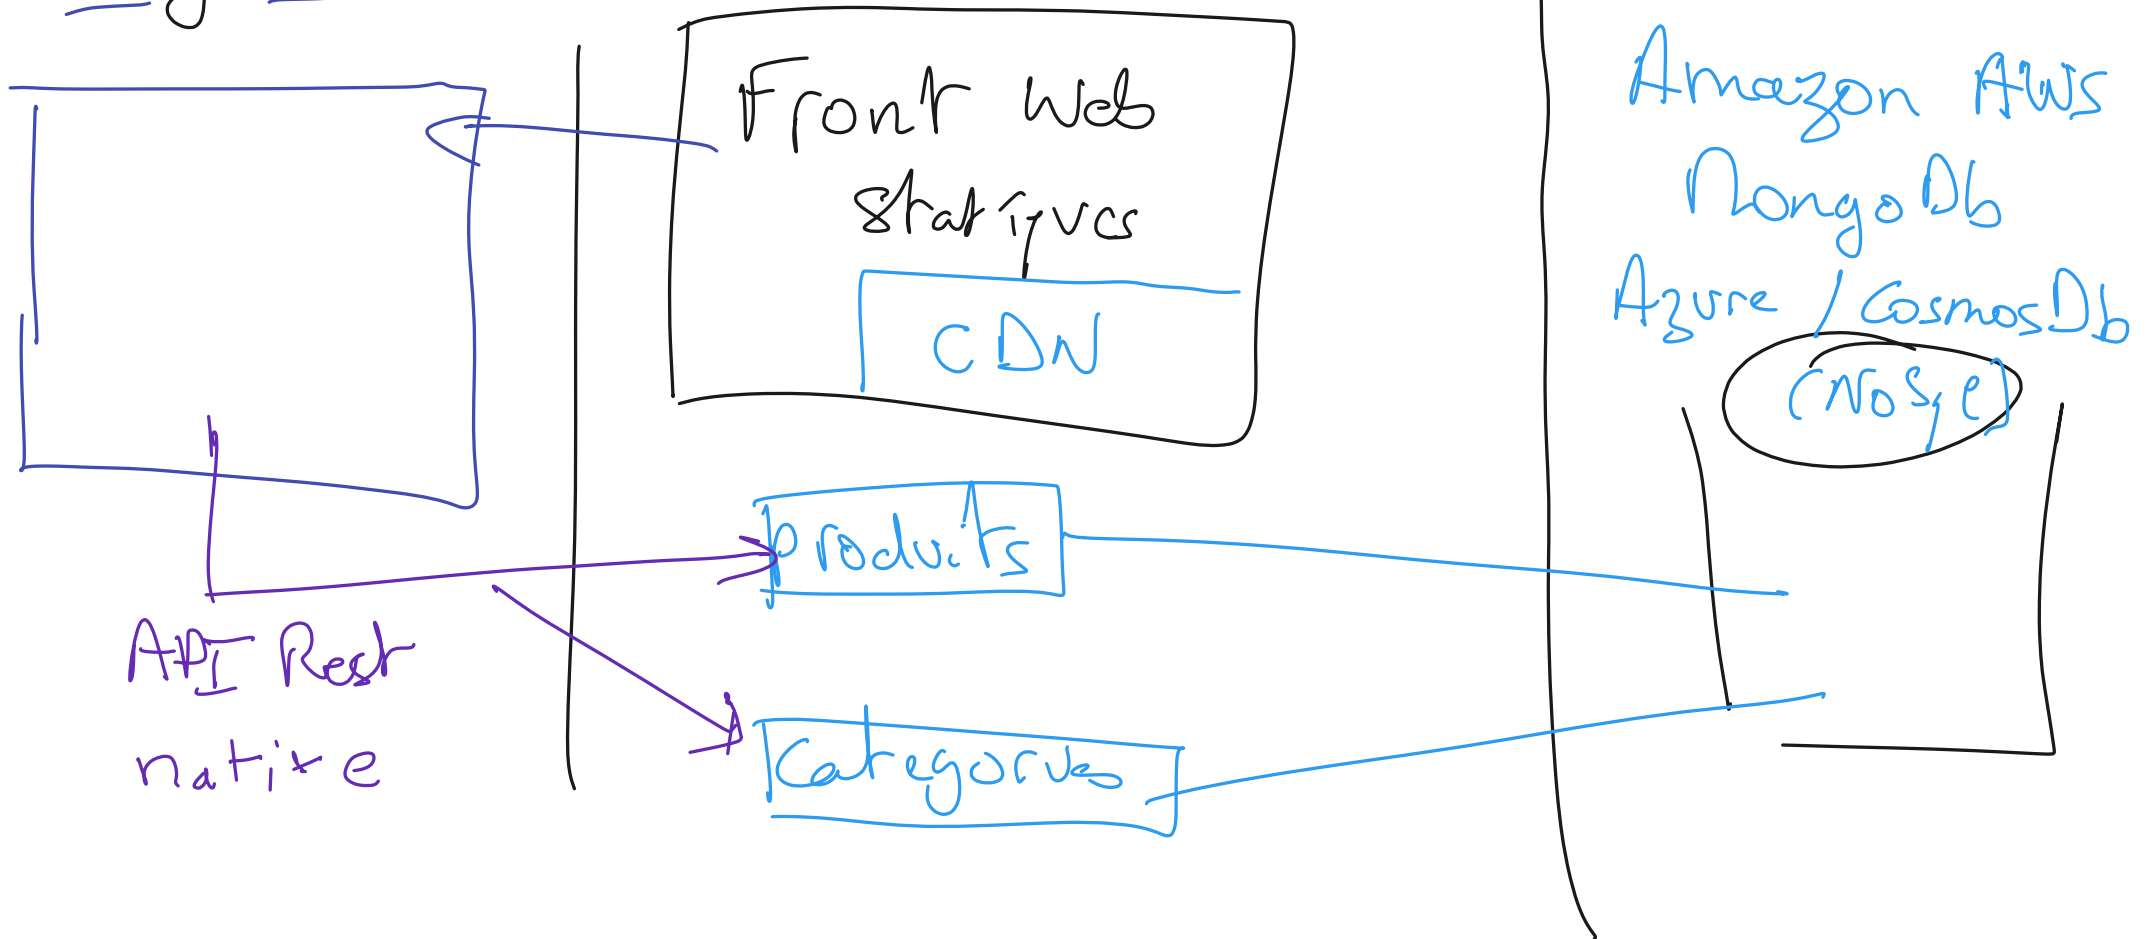 Front Web
statiques
CDN
Produits
Categories
API Rest
native
Amazon AWS
MongoDb
Azure / CosmosDb
(NoSql)